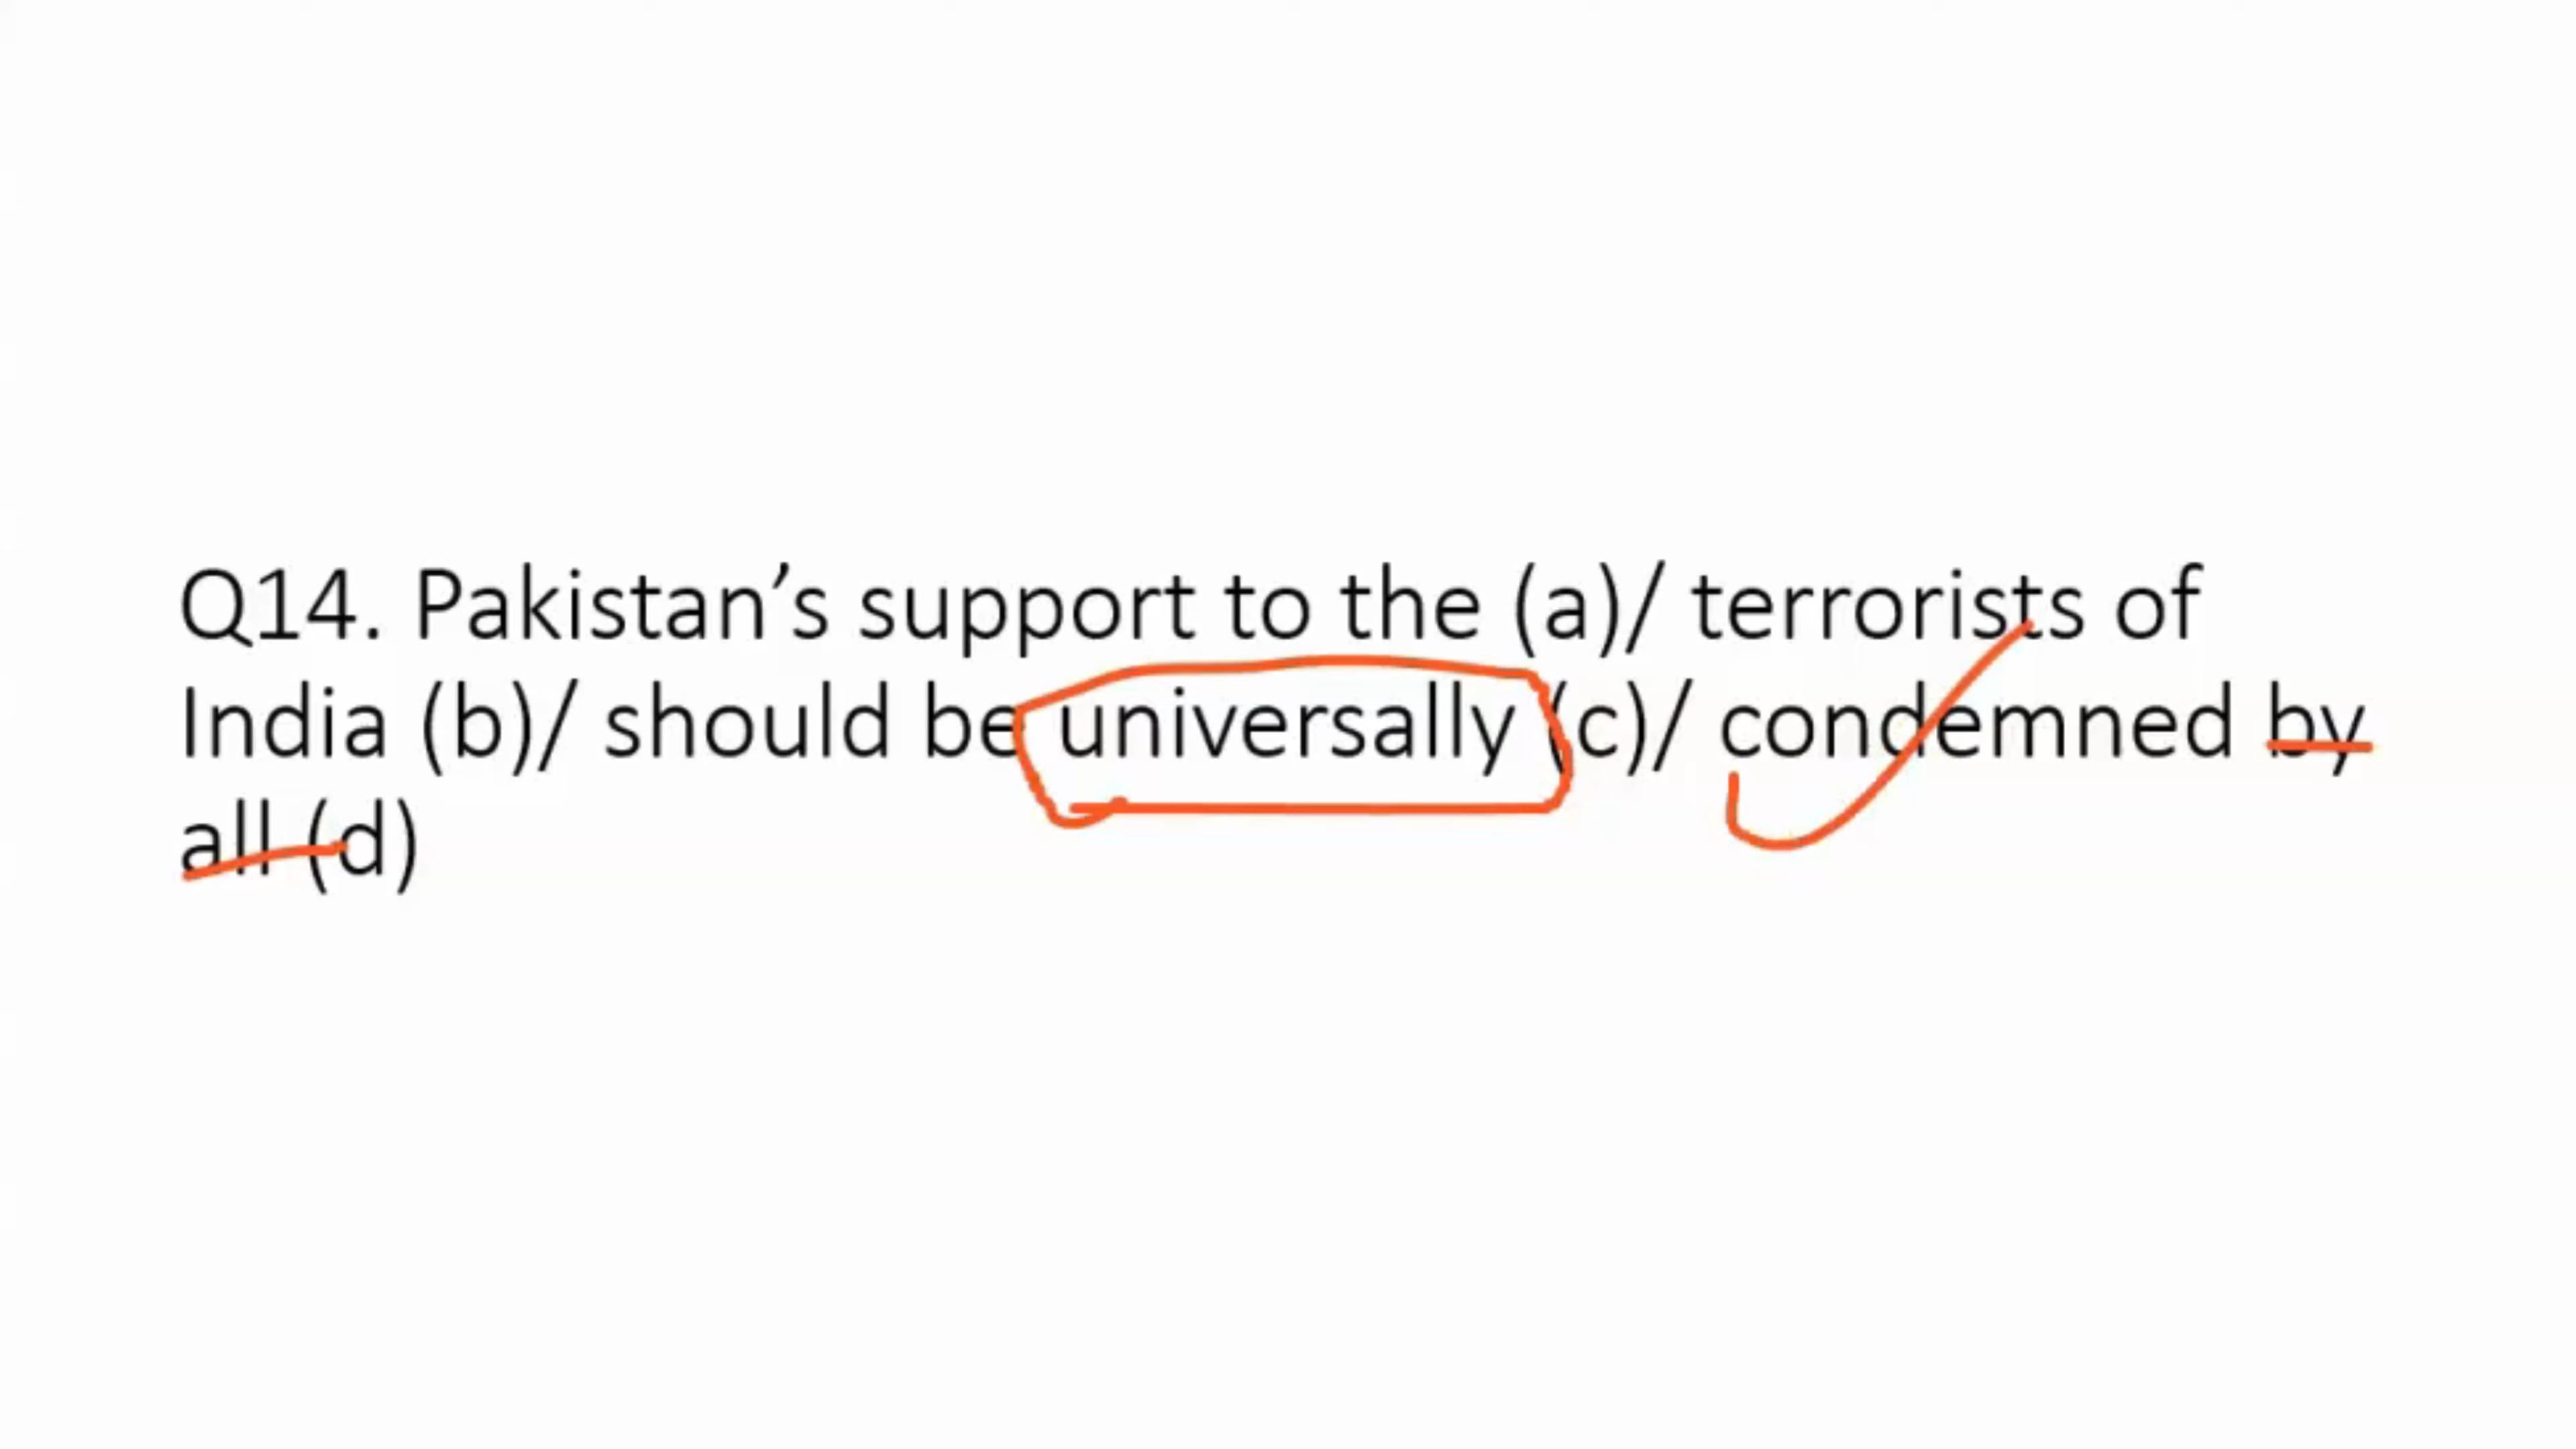 Q14. Pakistan’s support to the (a)/ terrorists of
India (b)/ should be universally (c)/ condemned by
all (d)